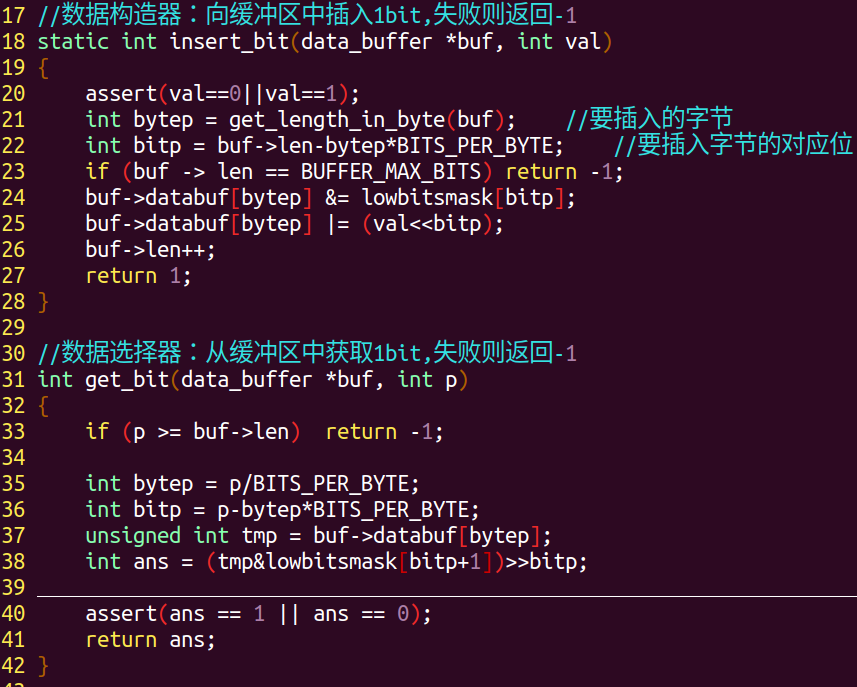 17 //数据构造器：向缓冲区中插入1bit,失败则返回-1
18 static int insert_bit(data_buffer *buf, int val)
19 {
20     assert(val==0||val==1);
21     int bytep = get_length_in_byte(buf);    //要插入的字节
22     int bitp = buf->len-bytep*BITS_PER_BYTE;    //要插入字节的对应位
23     if (buf -> len == BUFFER_MAX_BITS) return -1;
24     buf->databuf[bytep] &= lowbitsmask[bitp];
25     buf->databuf[bytep] |= (val<<bitp);
26     buf->len++;
27     return 1;
28 }
29
30 //数据选择器：从缓冲区中获取1bit,失败则返回-1
31 int get_bit(data_buffer *buf, int p)
32 {
33     if (p >= buf->len)  return -1;
34
35     int bytep = p/BITS_PER_BYTE;
36     int bitp = p-bytep*BITS_PER_BYTE;
37     unsigned int tmp = buf->databuf[bytep];
38     int ans = (tmp&lowbitsmask[bitp+1])>>bitp;
39
40     assert(ans == 1 || ans == 0);
41     return ans;
42 }